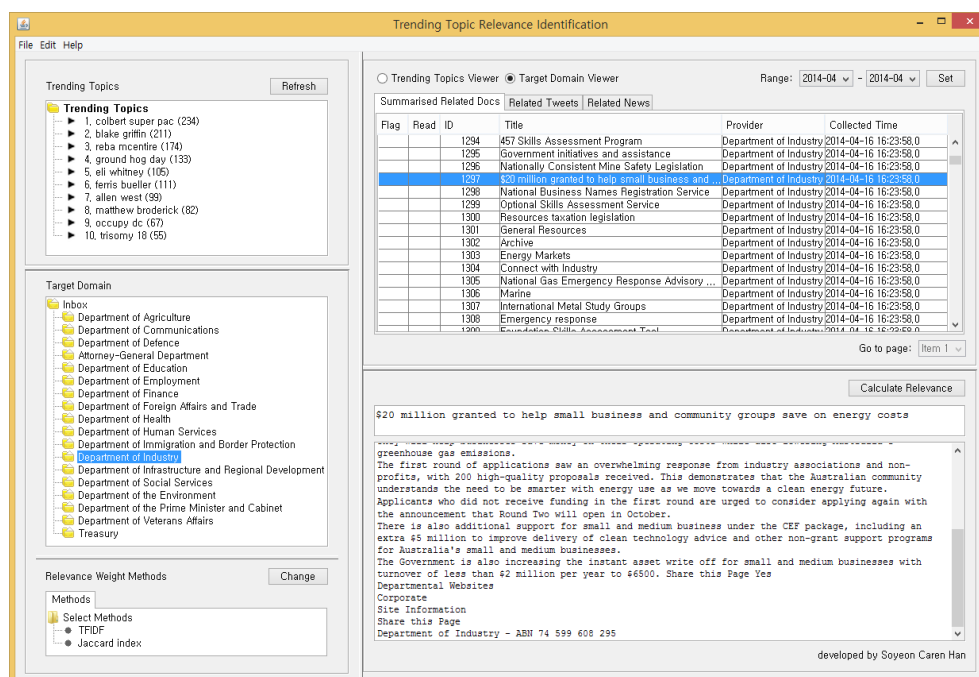 Trending Topic Relevance Identification
File Edit Help
Trending Topics
Refresh
Trending Topics
1, colbert super pac (234)
2, blake griffin (211)
3, reba mcentire (174)
4, ground hog day (133)
5, eli whitney (105)
6, ferris bueller (111)
7, allen west (99)
8, matthew broderick (82)
9, occupy dc (67)
10, trisomy 18 (55)
Target Domain
Inbox
Department of Agriculture
Department of Communications
Department of Defence
Attorney-General Department
Department of Education
Department of Employment
Department of Finance
Department of Foreign Affairs and Trade
Department of Health
Department of Human Services
Department of Immigration and Border Protection
Department of Industry
Department of Infrastructure and Regional Development
Department of Social Services
Department of the Environment
Department of the Prime Minister and Cabinet
Department of Veterans Affairs
Treasury
Relevance Weight Methods
Change
Methods
Select Methods
TFIDF
Jaccard index
Trending Topics Viewer Target Domain Viewer Range: 2014-04 - 2014-04 Set
Summarised Related Docs Related Tweets Related News
Flag Read ID Title Provider Collected Time
1294 457 Skills Assessment Program Department of Industry 2014-04-16 16:23:58,0
1295 Government initiatives and assistance Department of Industry 2014-04-16 16:23:58,0
1296 Nationally Consistent Mine Safety Legislation Department of Industry 2014-04-16 16:23:58,0
1297 $20 million granted to help small business and ... Department of Industry 2014-04-16 16:23:58,0
1298 National Business Names Registration Service Department of Industry 2014-04-16 16:23:58,0
1299 Optional Skills Assessment Service Department of Industry 2014-04-16 16:23:58,0
1300 Resources taxation legislation Department of Industry 2014-04-16 16:23:58,0
1301 General Resources Department of Industry 2014-04-16 16:23:58,0
1302 Archive Department of Industry 2014-04-16 16:23:58,0
1303 Energy Markets Department of Industry 2014-04-16 16:23:58,0
1304 Connect with Industry Department of Industry 2014-04-16 16:23:58,0
1305 National Gas Emergency Response Advisory ... Department of Industry 2014-04-16 16:23:58,0
1306 Marine Department of Industry 2014-04-16 16:23:58,0
1307 International Metal Study Groups Department of Industry 2014-04-16 16:23:58,0
1308 Emergency response Department of Industry 2014-04-16 16:23:58,0
1309 Foundation Skills Assessment Tool Department of Industry 2014-04-16 16:23:58,0
Go to page: Item 1
Calculate Relevance
$20 million granted to help small business and community groups save on energy costs
greenhouse gas emissions.
The first round of applications saw an overwhelming response from industry associations and non-
profits, with 200 high-quality proposals received. This demonstrates that the Australian community
understands the need to be smarter with energy use as we move towards a clean energy future.
Applicants who did not receive funding in the first round are urged to consider applying again with
the announcement that Round Two will open in October.
There is also additional support for small and medium business under the CEF package, including an
extra $5 million to improve delivery of clean technology advice and other non-grant support programs
for Australia's small and medium businesses.
The Government is also increasing the instant asset write off for small and medium businesses with
turnover of less than $2 million per year to $6500. Share this Page Yes
Departmental Websites
Corporate
Site Information
Share this Page
Department of Industry - ABN 74 599 608 295
developed by Soyeon Caren Han